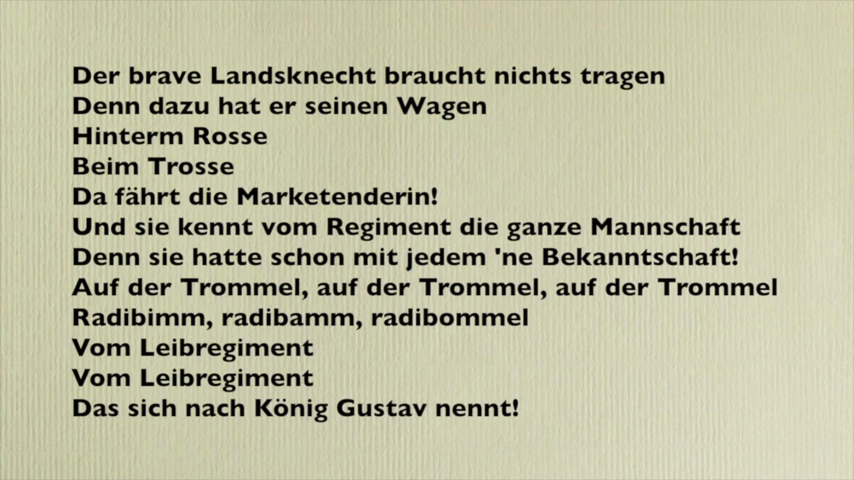 Der brave Landsknecht braucht nichts tragen
Denn dazu hat er seinen Wagen
Hinterm Rosse
Beim Trosse
Da fährt die Marketenderin!
Und sie kennt vom Regiment die ganze Mannschaft
Denn sie hatte schon mit jedem 'ne Bekanntschaft!
Auf der Trommel, auf der Trommel, auf der Trommel
Radibimm, radibamm, radibommel
Vom Leibregiment
Vom Leibregiment
Das sich nach König Gustav nennt!